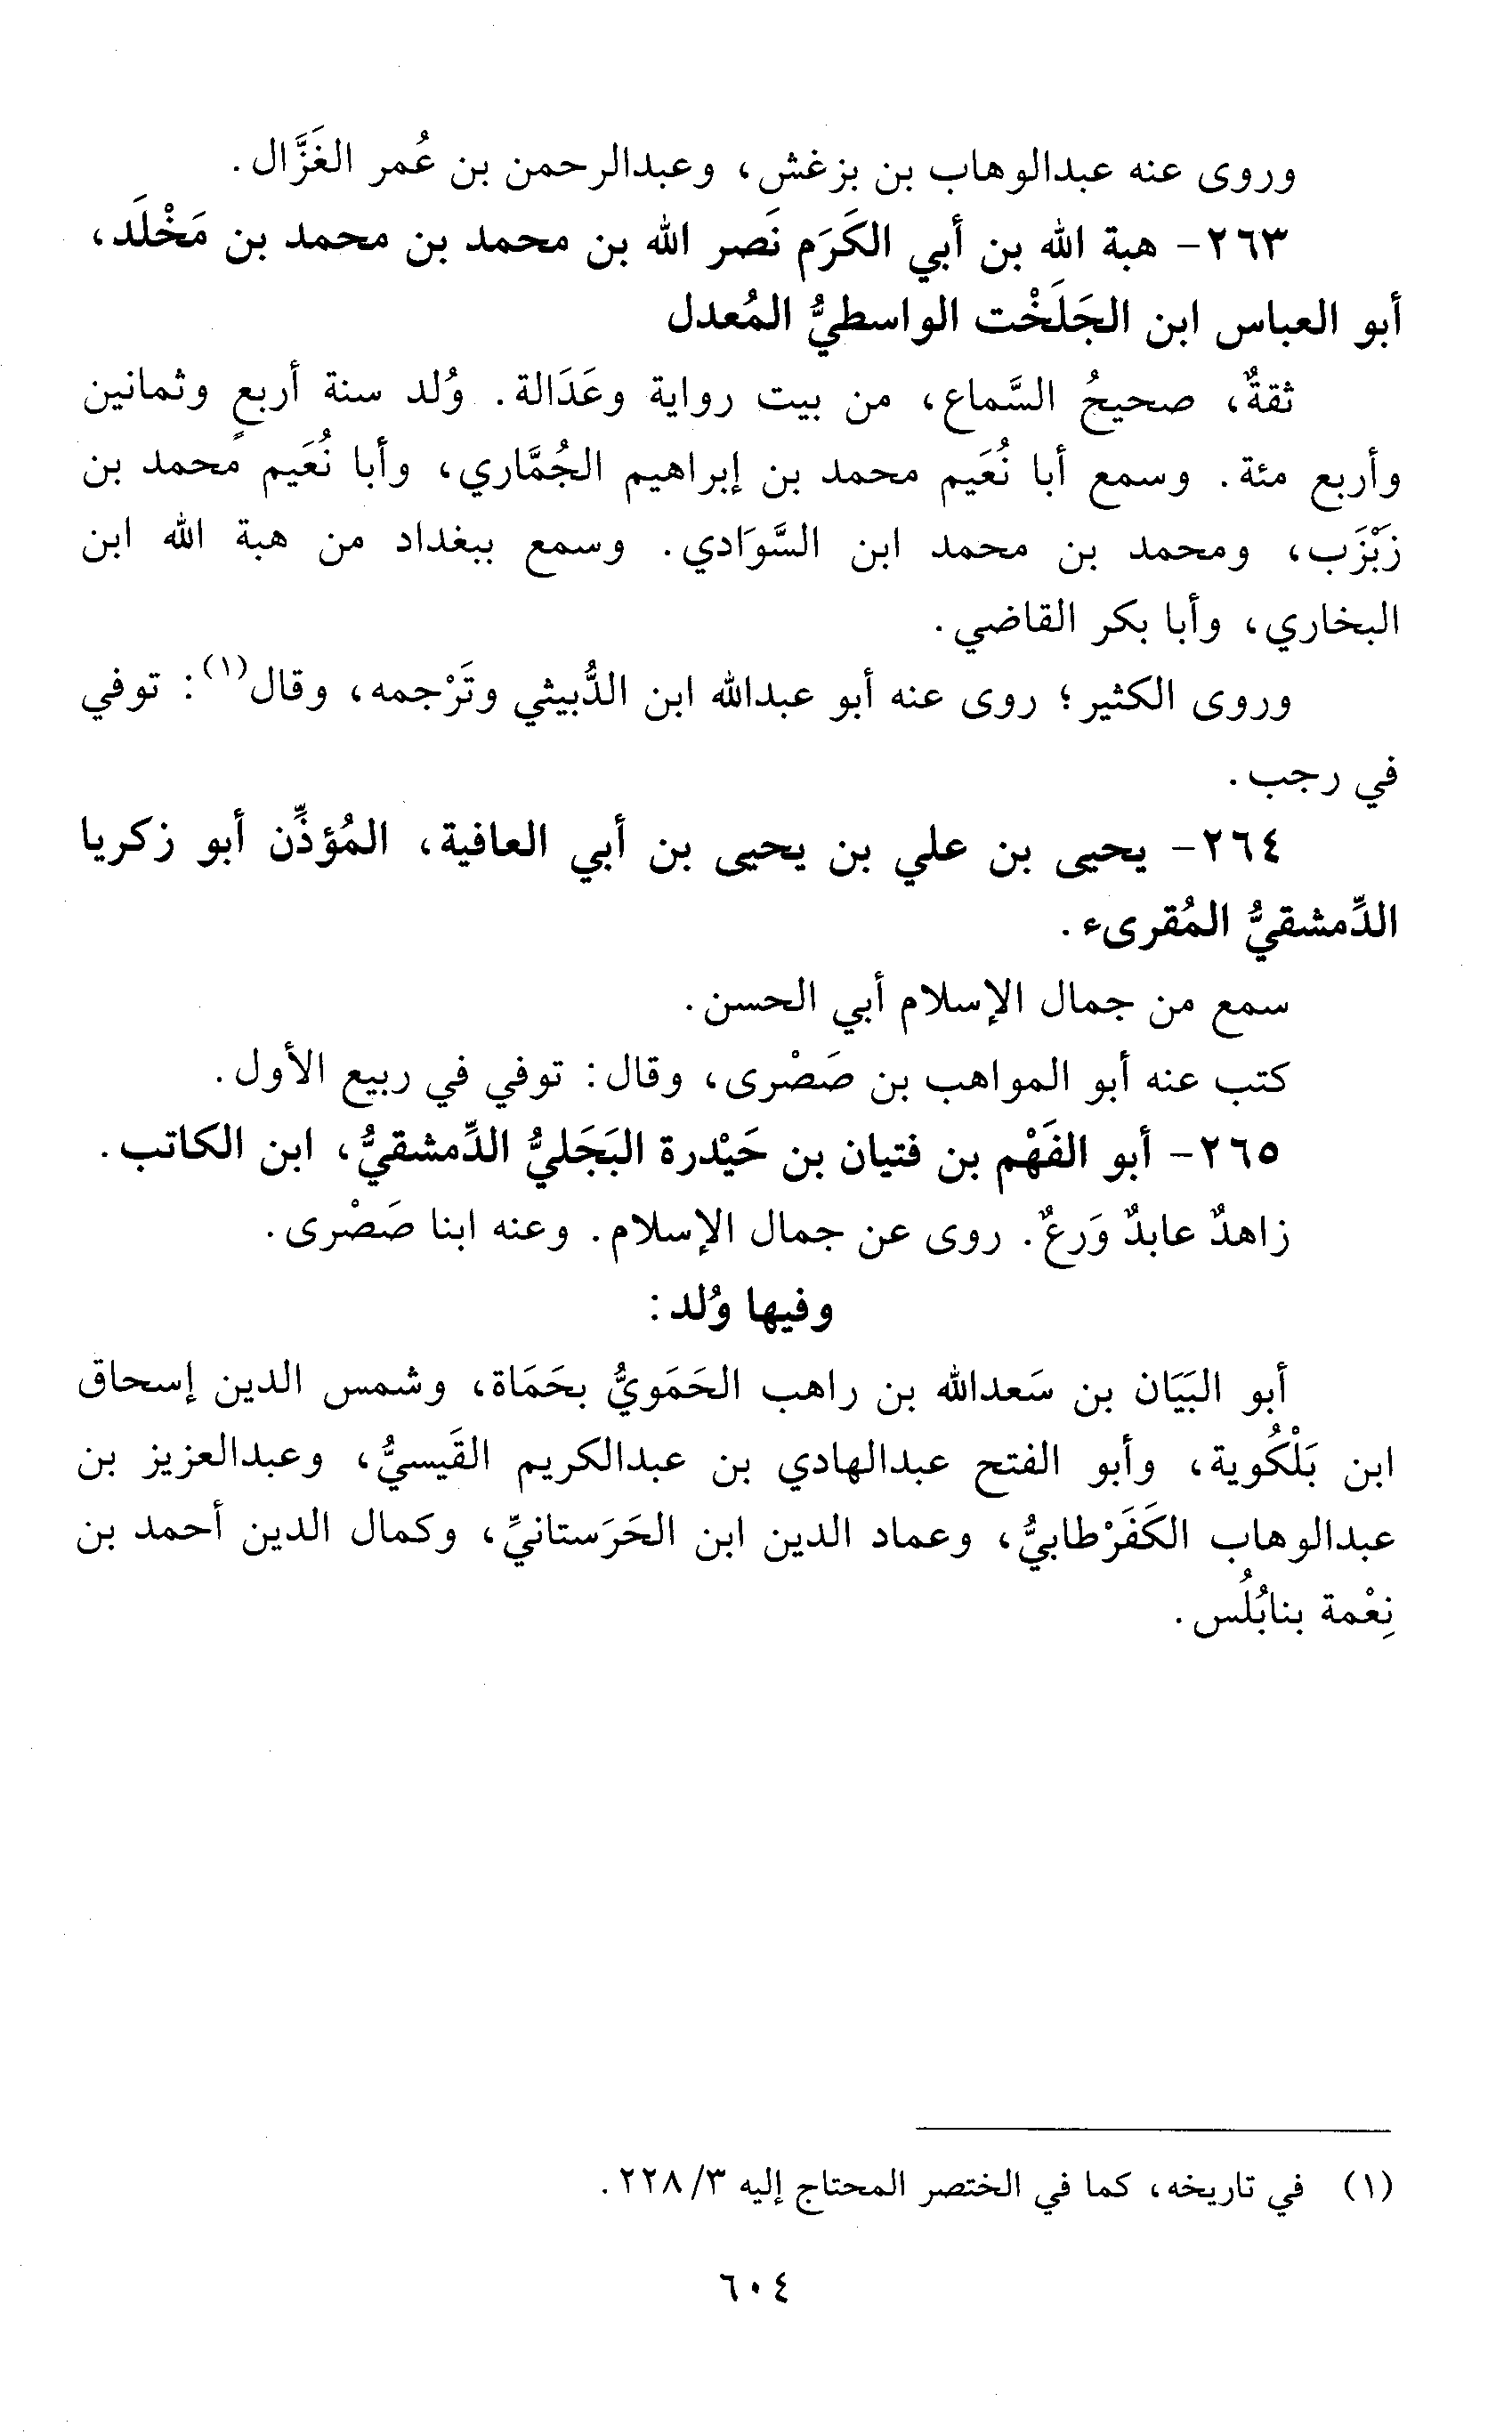 وروى عنه عبدالوهاب بن بزغش، وعبدالرحمن بن عُمر الغَزَّال.
٢٦٣- هبة الله بن أبي الكَرَم نَصر الله بن محمد بن محمد بن مَخْلَد،
أبو العباس ابن الجَلَخْت الواسطيُّ المُعدل
ثقةٌ، صحيحُ السَّماع، من بيت رواية وعَدَالة. وُلد سنة أربعٍ وثمانين
وأربع مئة. وسمع أبا نُعَيم محمد بن إبراهيم الجُمَّاري، وأبا نُعَيم محمد بن
زَبْزَب، ومحمد بن محمد ابن السَّوَادي. وسمع ببغداد من هبة الله ابن
البخاري، وأبا بكر القاضي.
وروى الكثير؛ روى عنه أبو عبدالله ابن الدُّبيثي وتَرْجمه، وقال(١): توفي
في رجب.
٢٦٤- يحيى بن علي بن يحيى بن أبي العافية، المُؤذِّن أبو زكريا
الدِّمشقيُّ المُقرىء.
سمع من جمال الإسلام أبي الحسن.
كتب عنه أبو المواهب بن صَصْرى، وقال: توفي في ربيع الأول.
٢٦٥- أبو الفَهْم بن فتيان بن حَيْدرة البَجَليُّ الدِّمشقيُّ، ابن الكاتب.
زاهدٌ عابدٌ وَرعٌ. روى عن جمال الإسلام. وعنه ابنا صَصْرى.
وفيها وُلد:
أبو البَيَان بن سَعدالله بن راهب الحَمَويُّ بحَمَاة، وشمس الدين إسحاق
ابن بَلْكُوية، وأبو الفتح عبدالهادي بن عبدالكريم القَيسيُّ، وعبدالعزيز بن
عبدالوهاب الكَفَرْطابيُّ، وعماد الدين ابن الحَرَستانيِّ، وكمال الدين أحمد بن
نِعْمة بنابُلُس.
(١) في تاريخه، كما في الختصر المحتاج إليه ٣/ ٢٢٨.
٦٠٤